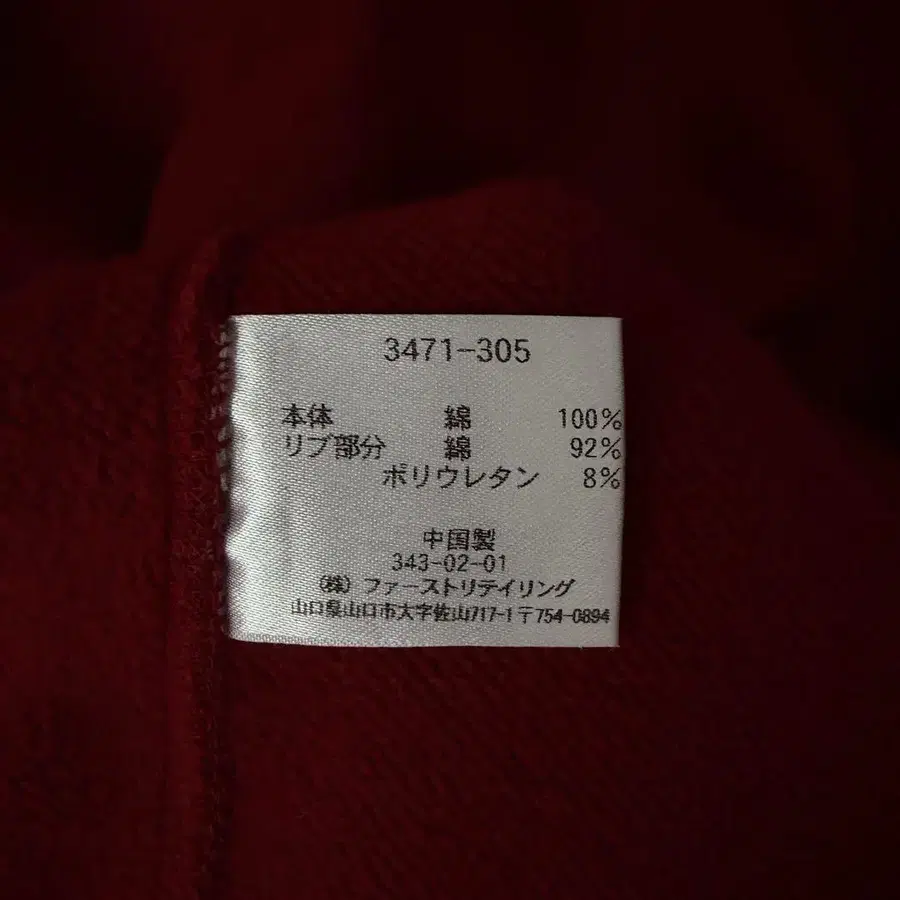 3471-305
本体 綿 100%
リブ部分 綿 92%
ポリウレタン 8%
中国製
343-02-01
(株) ファーストリテイリング
山口県山口市大字佐山717-1 〒754-0894